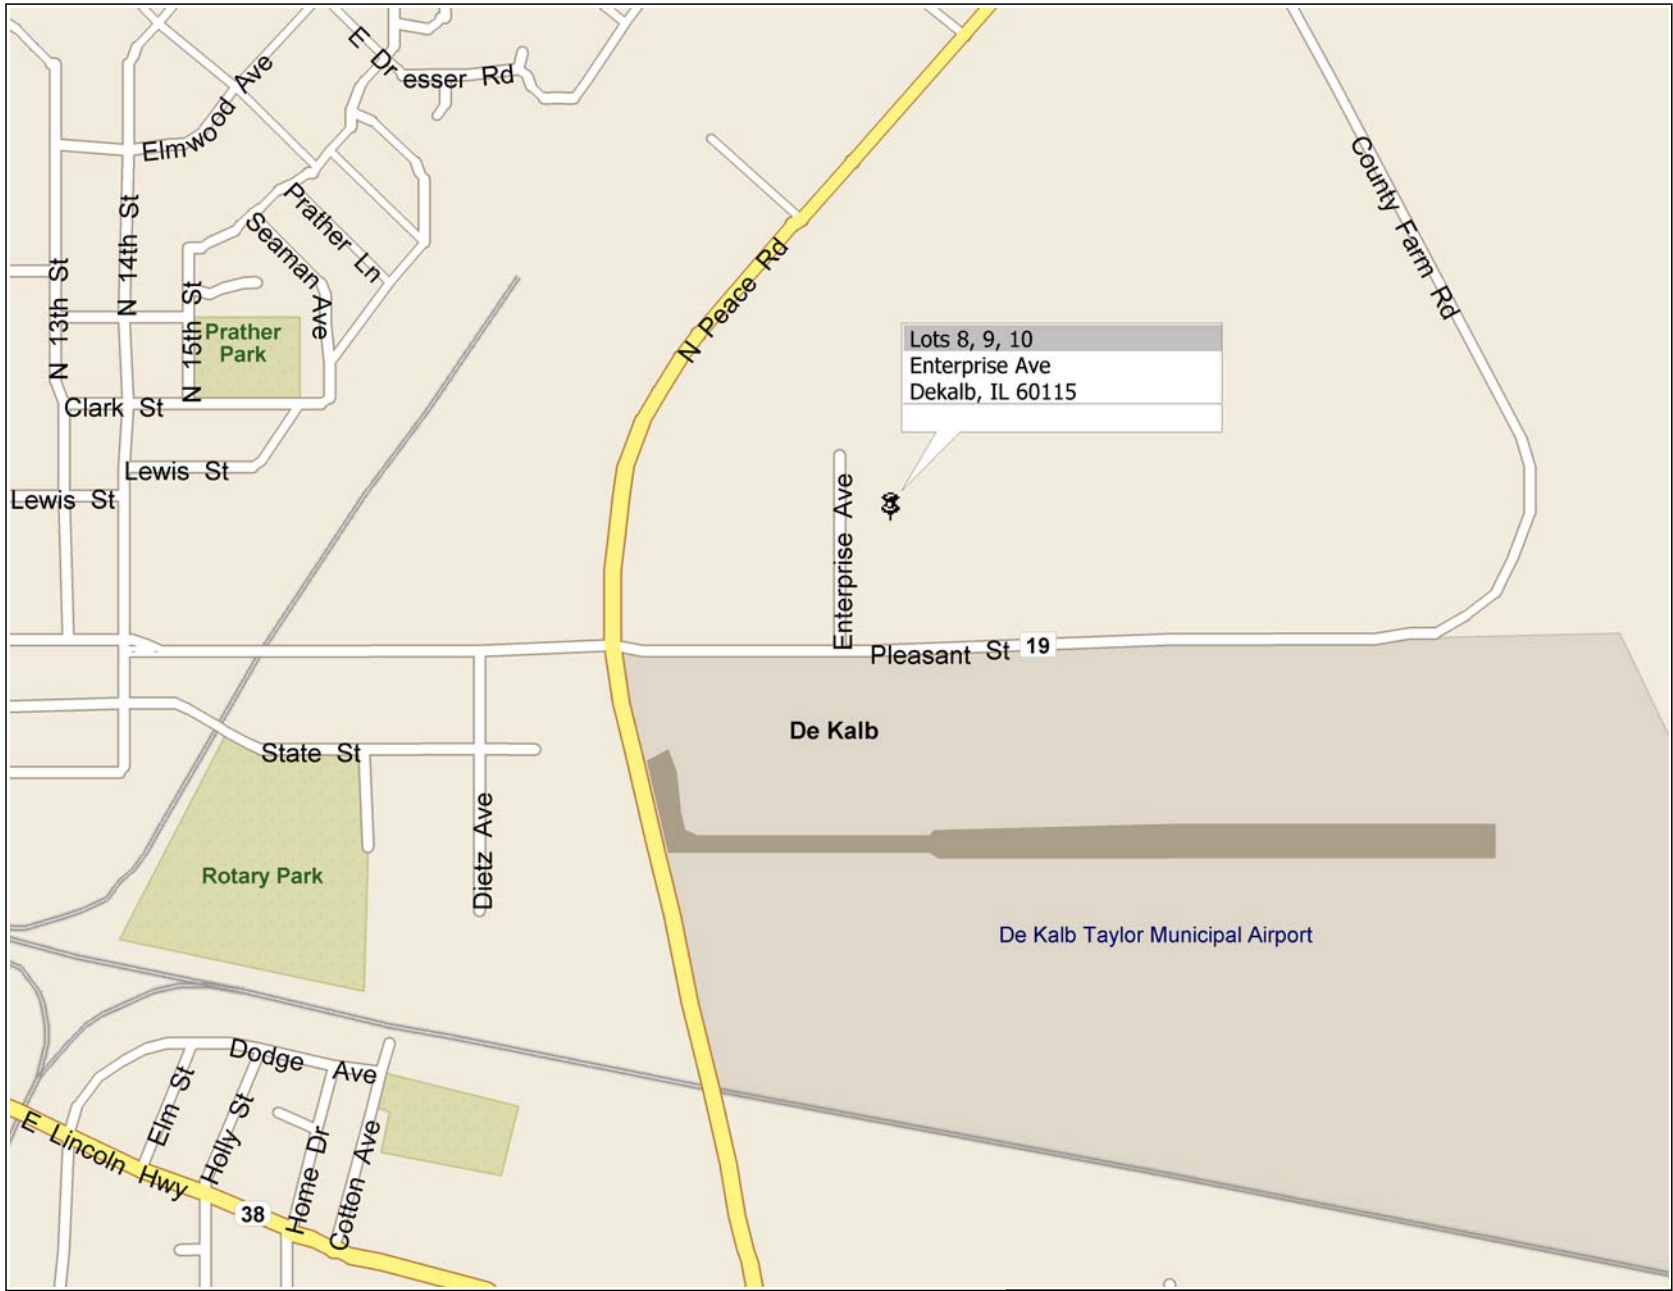 E Dresser Rd
Elmwood Ave
County Farm Rd
N 14th St
Prather Ln
Seaman Ave
N 13th St
N 15th St
N Peace Rd
Prather
Park
Lots 8, 9, 10
Enterprise Ave
Dekalb, IL 60115
Clark St
Lewis St
Lewis St
Enterprise Ave
Pleasant St 19
De Kalb
State St
Dietz Ave
Rotary Park
De Kalb Taylor Municipal Airport
Dodge Ave
Elm St
Holly St
Home Dr
Cotton Ave
E Lincoln Hwy
38